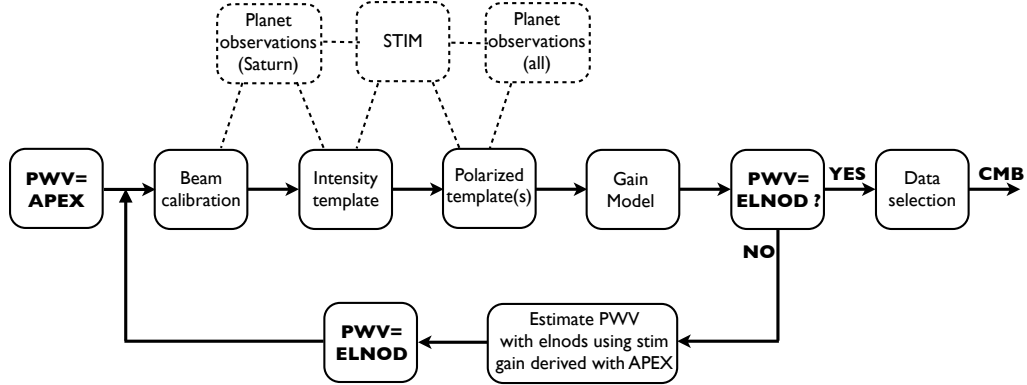 Planet
observations
(Saturn)
STIM
Planet
observations
(all)
PWV=
APEX
Beam
calibration
Intensity
template
Polarized
template(s)
Gain
Model
PWV=
ELNOD ?
YES
Data
selection
CMB
NO
PWV=
ELNOD
Estimate PWV
with elnods using stim
gain derived with APEX